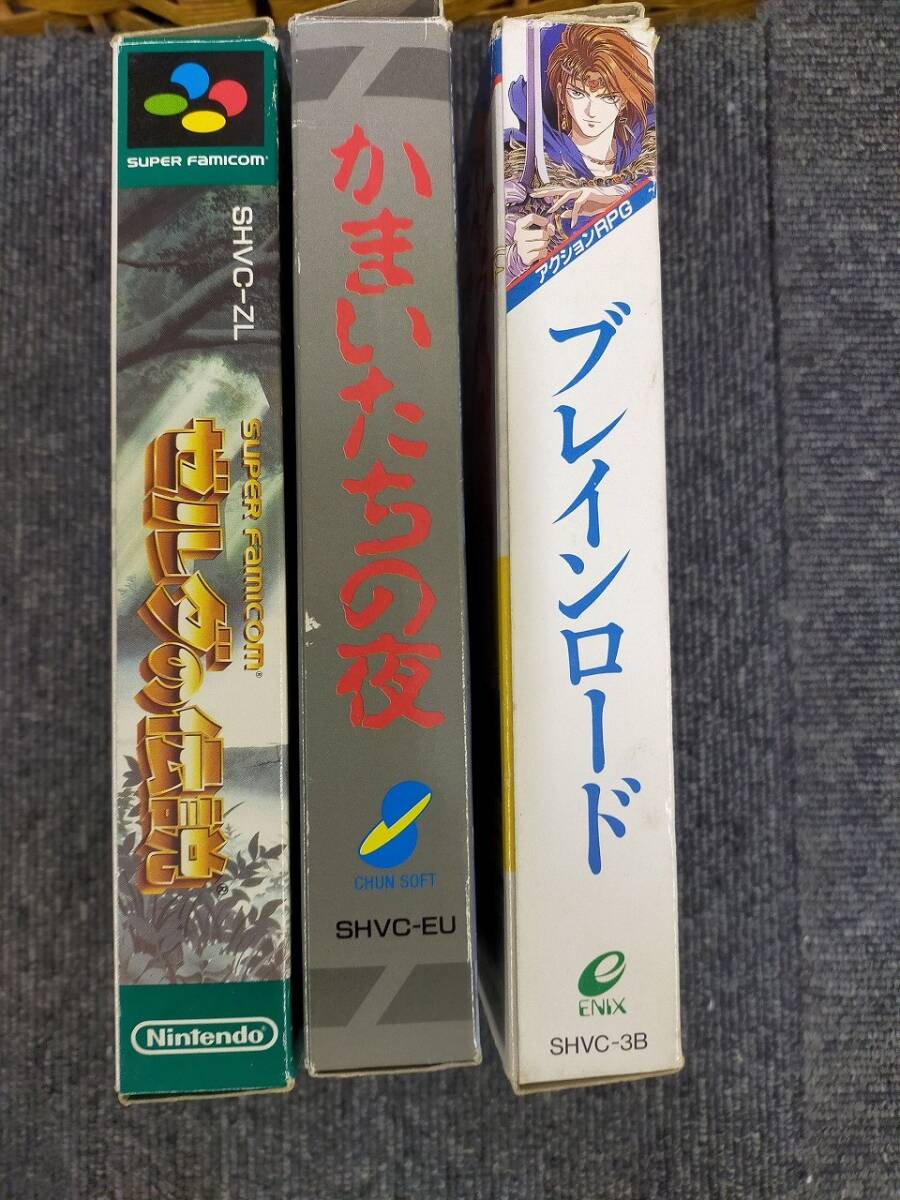 SUPER FAMICOM
SHVC-ZL
SUPER FAMICOM®
ゼルダの伝説®
Nintendo®
かまいたちの夜
CHUN SOFT
SHVC-EU
アクションRPG
ブレインロード
ENIX
SHVC-3B